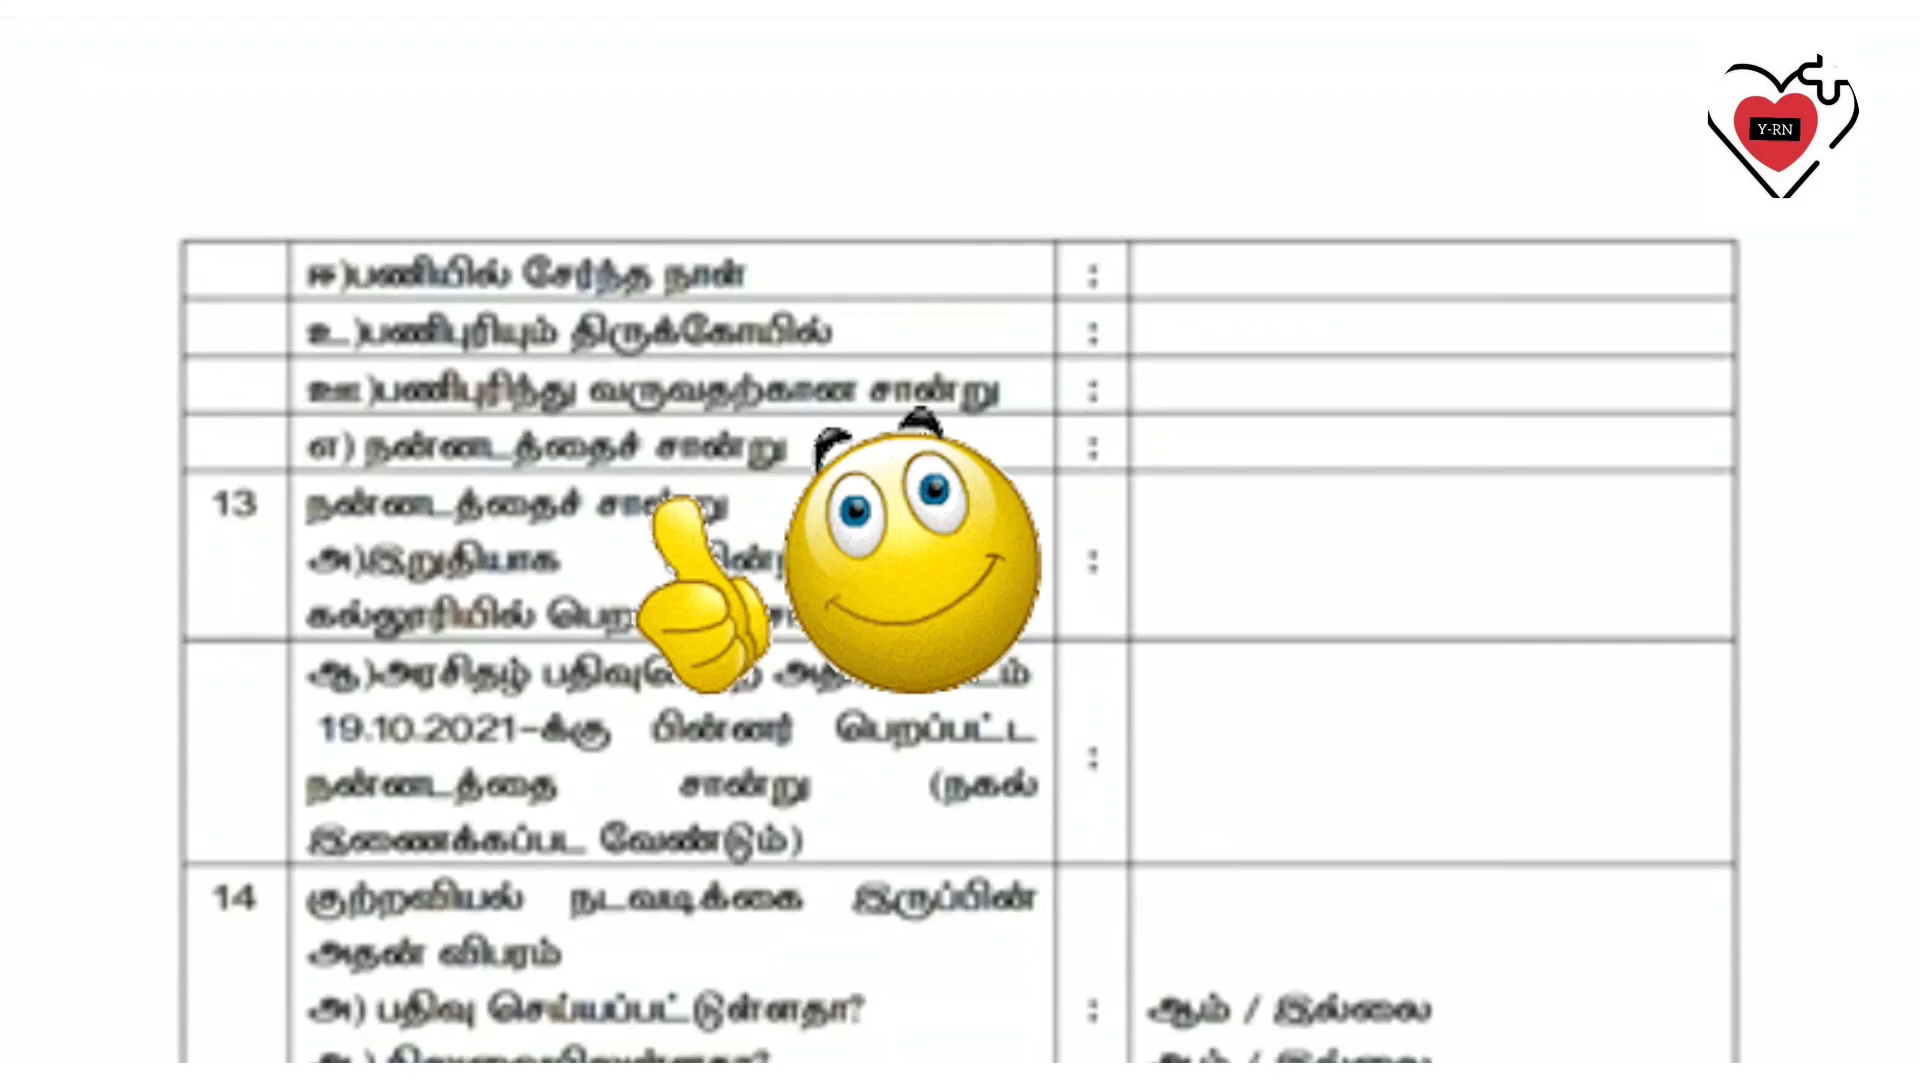 Y-RN
ஈ)பணியில் சேர்ந்த நாள் :
உ)பணிபுரியும் திருக்கோயில் :
ஊ)பணிபுரிந்து வருவதற்கான சான்று :
எ) நன்னடத்தைச் சான்று :
13 நன்னடத்தைச் சான்று
அ)இறுதியாக :
கல்லூரியில்
ஆ)அரசிதழ்
19.10.2021-க்கு பின்னர் பெறப்பட்ட
:
நன்னடத்தை சான்று (நகல்
இணைக்கப்பட வேண்டும்)
14 குற்றவியல் நடவடிக்கை இருப்பின்
அதன் விபரம்
அ) பதிவு செய்யப்பட்டுள்ளதா? : ஆம் / இல்லை
ஆம் / இல்லை